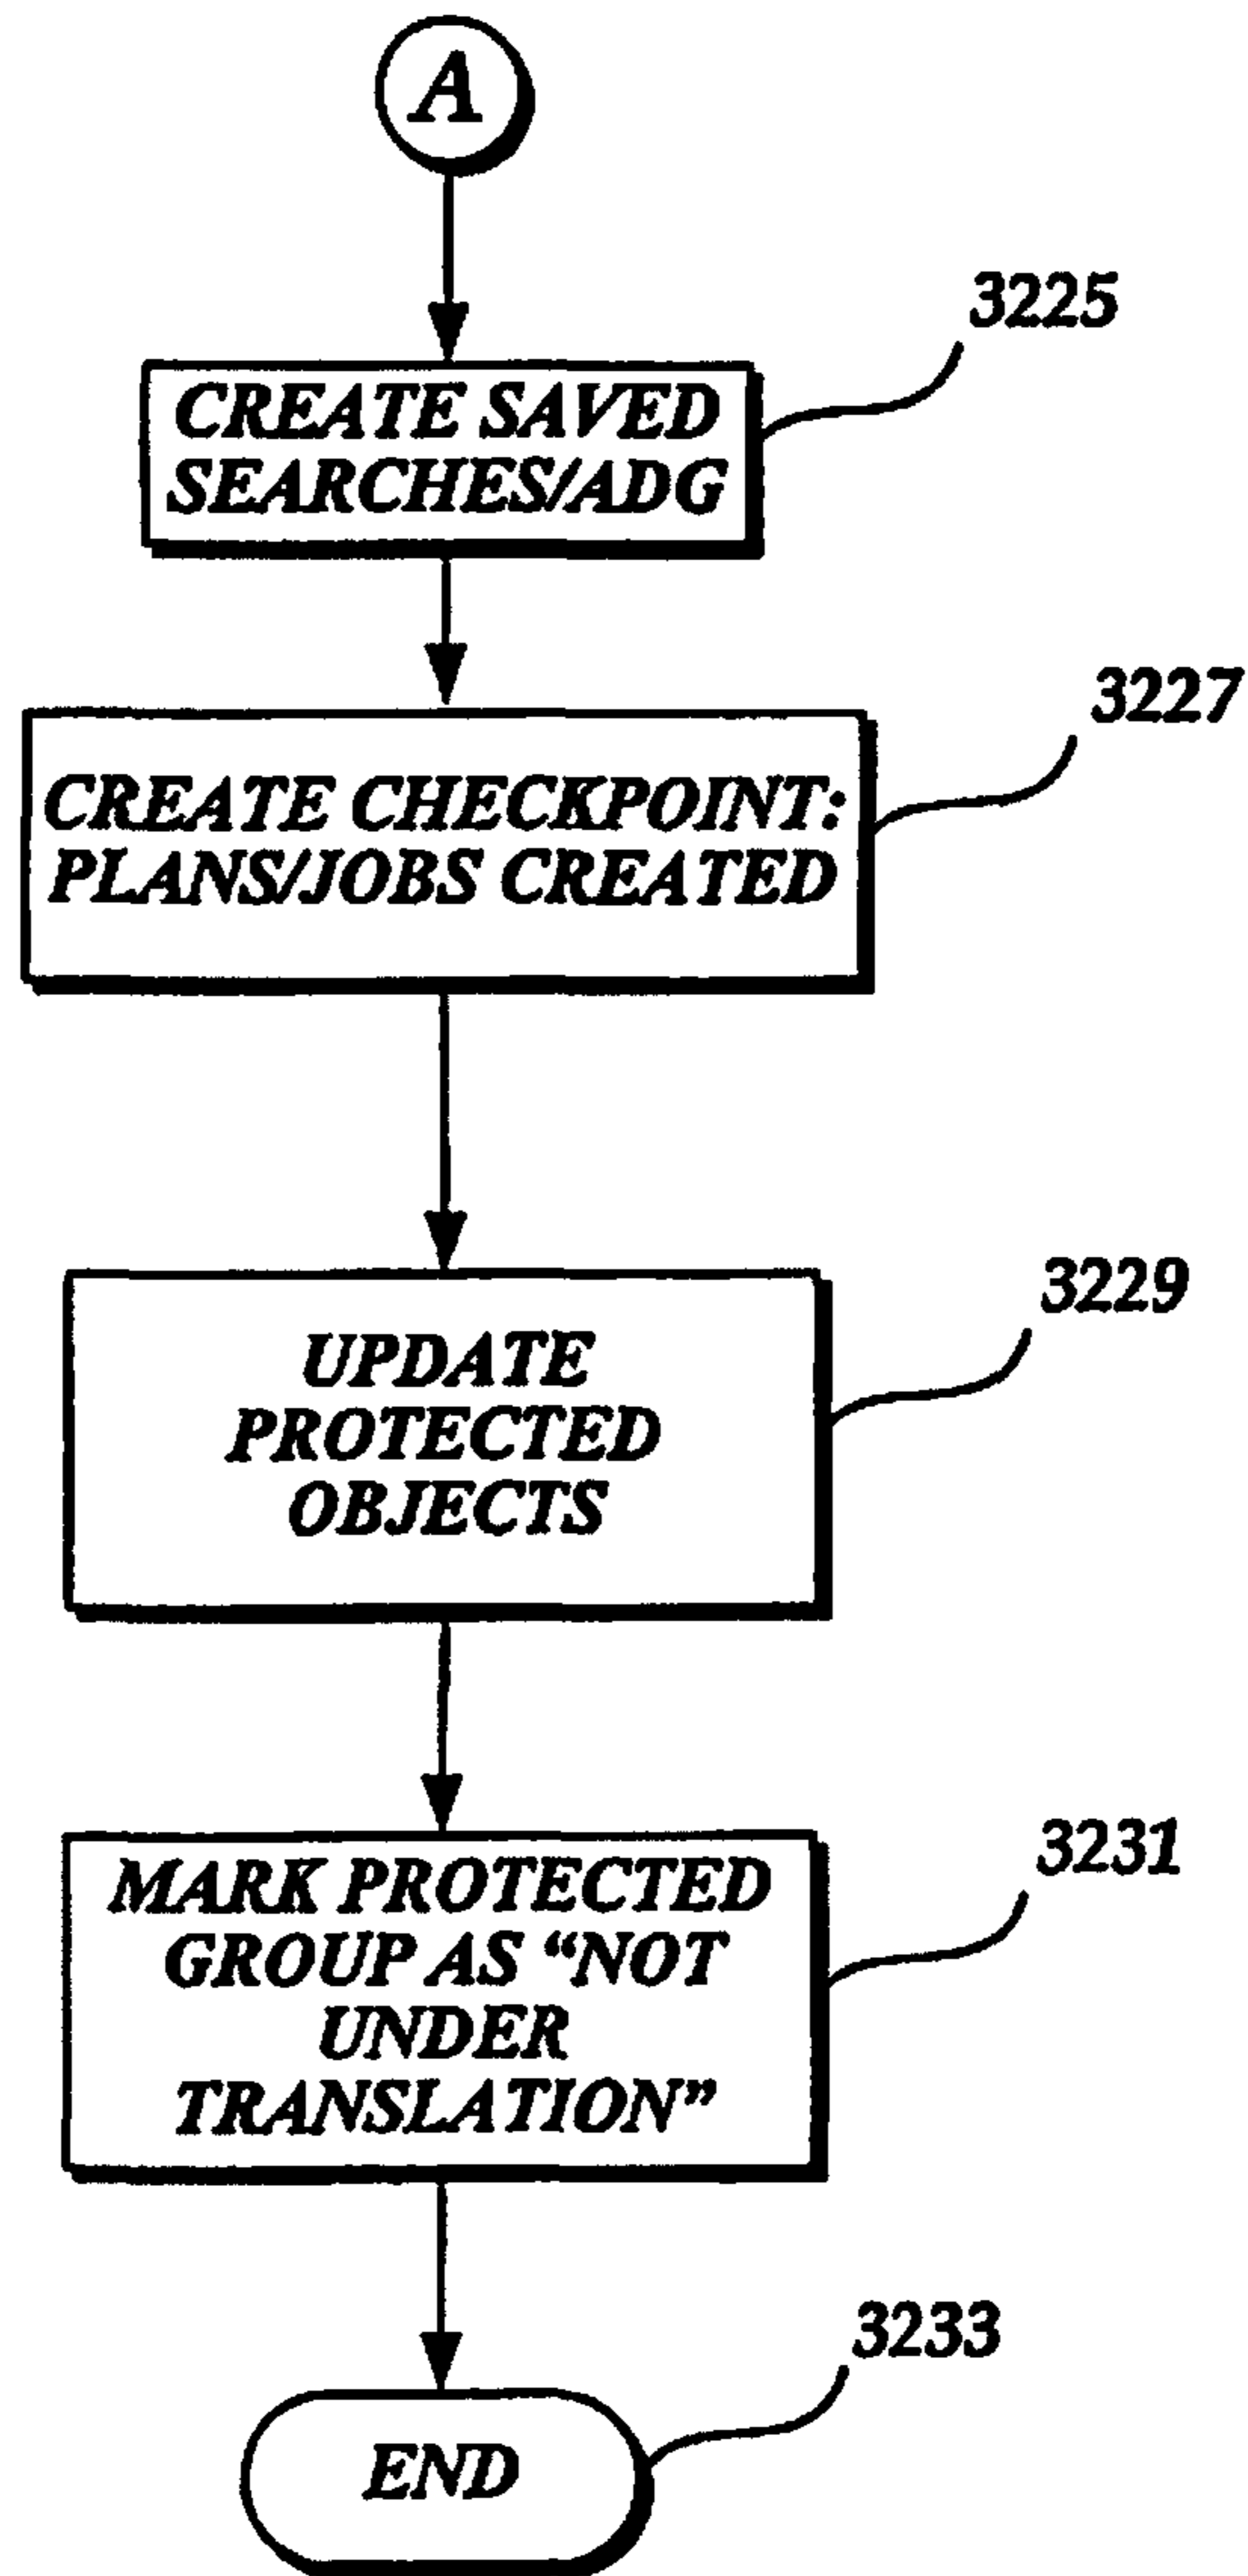 A
3225
CREATE SAVED
SEARCHES/ADG
3227
CREATE CHECKPOINT:
PLANS/JOBS CREATED
3229
UPDATE
PROTECTED
OBJECTS
3231
MARK PROTECTED
GROUP AS “NOT
UNDER
TRANSLATION”
3233
END